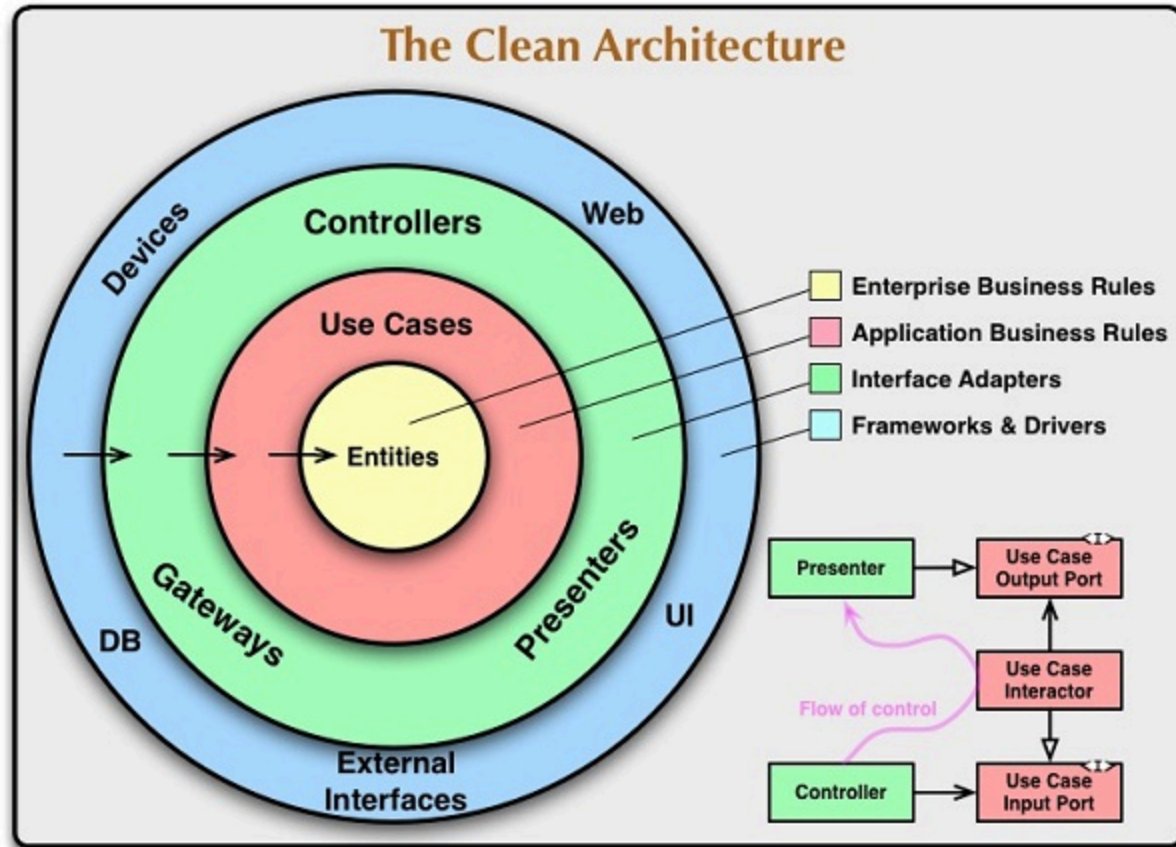 The Clean Architecture
Devices
Controllers
Web
Use Cases
Entities
Gateways
Presenters
DB
UI
External
Interfaces
Enterprise Business Rules
Application Business Rules
Interface Adapters
Frameworks & Drivers
Presenter
Use Case
Output Port
<I>
Flow of control
Use Case
Interactor
Controller
Use Case
Input Port
<I>